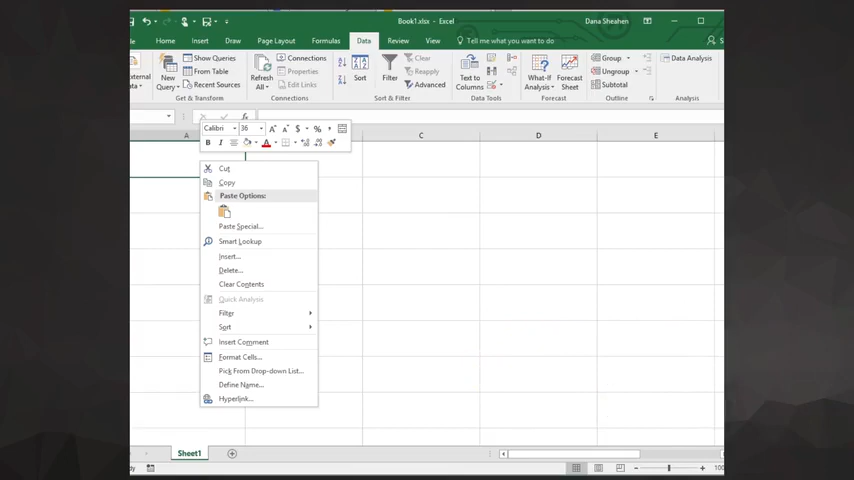 Book1.xlsx - Excel
Dana Sheahen
Home Insert Draw Page Layout Formulas Data Review View Tell me what you want to do
New Query
Show Queries
From Table
Recent Sources
Get & Transform
Refresh All
Connections
Properties
Edit Links
Connections
Sort
Filter
Clear
Reapply
Advanced
Sort & Filter
Text to Columns
Data Tools
What-If Analysis
Forecast Sheet
Forecast
Group
Ungroup
Subtotal
Outline
Data Analysis
Analysis
fx
Calibri 36 A A $ % ,
B I A
A C D E
Cut
Copy
Paste Options:
Paste Special...
Smart Lookup
Insert...
Delete...
Clear Contents
Quick Analysis
Filter
Sort
Insert Comment
Format Cells...
Pick From Drop-down List...
Define Name...
Hyperlink...
Sheet1
100